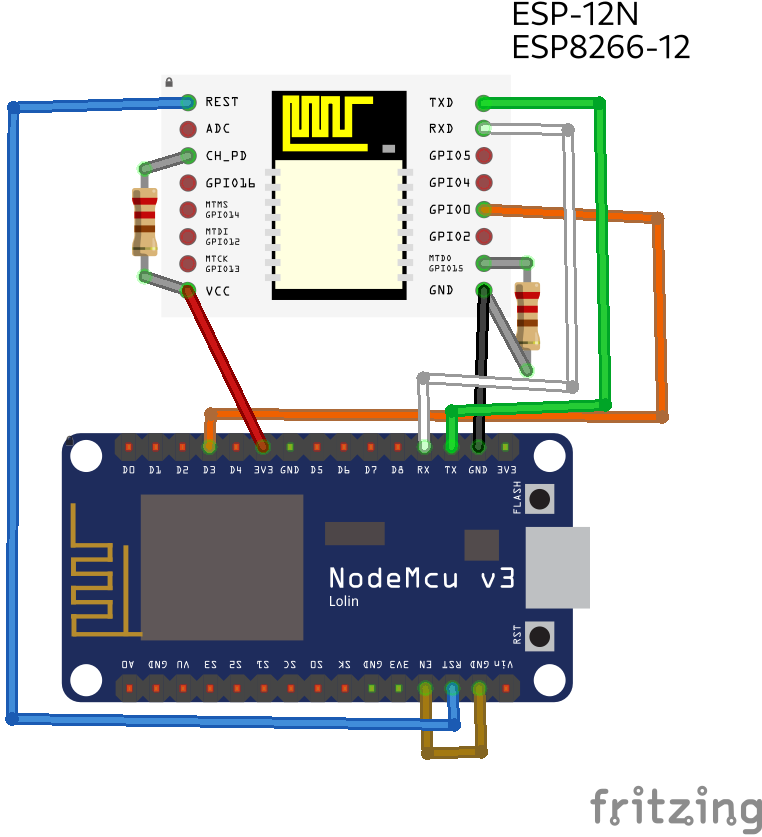 ESP-12N
ESP8266-12
REST
ADC
CH_PD
GPIO16
MTMS
GPIO14
MTDI
GPIO12
MTCK
GPIO13
VCC
TXD
RXD
GPIO5
GPIO4
GPIO0
GPIO2
MTDO
GPIO15
GND
D0 D1 D2 D3 D4 3V3 GND D5 D6 D7 D8 RX TX GND 3V3
FLASH
NodeMcu v3
Lolin
RST
A0 GND VU S3 S2 S1 SC S0 SK GND 3V3 EN RST GND Vin
fritzing